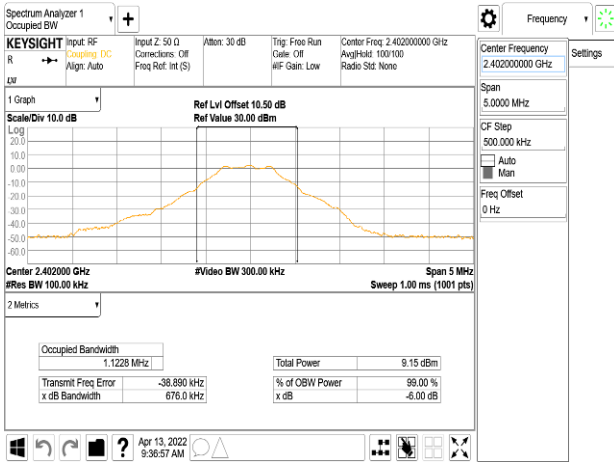 Spectrum Analyzer 1
Occupied BW
+
Frequency
KEYSIGHT
R
LXI
Input: RF
Coupling: DC
Align: Auto
Input Z: 50 Ω
Corrections: Off
Freq Ref: Int (S)
Atten: 30 dB
Trig: Free Run
Gate: Off
#IF Gain: Low
Center Freq: 2.402000000 GHz
Avg|Hold: 100/100
Radio Std: None
Center Frequency
2.402000000 GHz
Settings
Span
5.0000 MHz
CF Step
500.000 kHz
Auto
Man
Freq Offset
0 Hz
1 Graph
Scale/Div 10.0 dB
Ref Lvl Offset 10.50 dB
Ref Value 30.00 dBm
Log
20.0
10.0
0.00
-10.0
-20.0
-30.0
-40.0
-50.0
-60.0
Center 2.402000 GHz
#Res BW 100.00 kHz
#Video BW 300.00 kHz
Span 5 MHz
Sweep 1.00 ms (1001 pts)
2 Metrics
Occupied Bandwidth
1.1228 MHz
Transmit Freq Error -38.890 kHz
x dB Bandwidth 676.0 kHz
Total Power 9.15 dBm
% of OBW Power 99.00 %
x dB -6.00 dB
?
Apr 13, 2022
9:36:57 AM